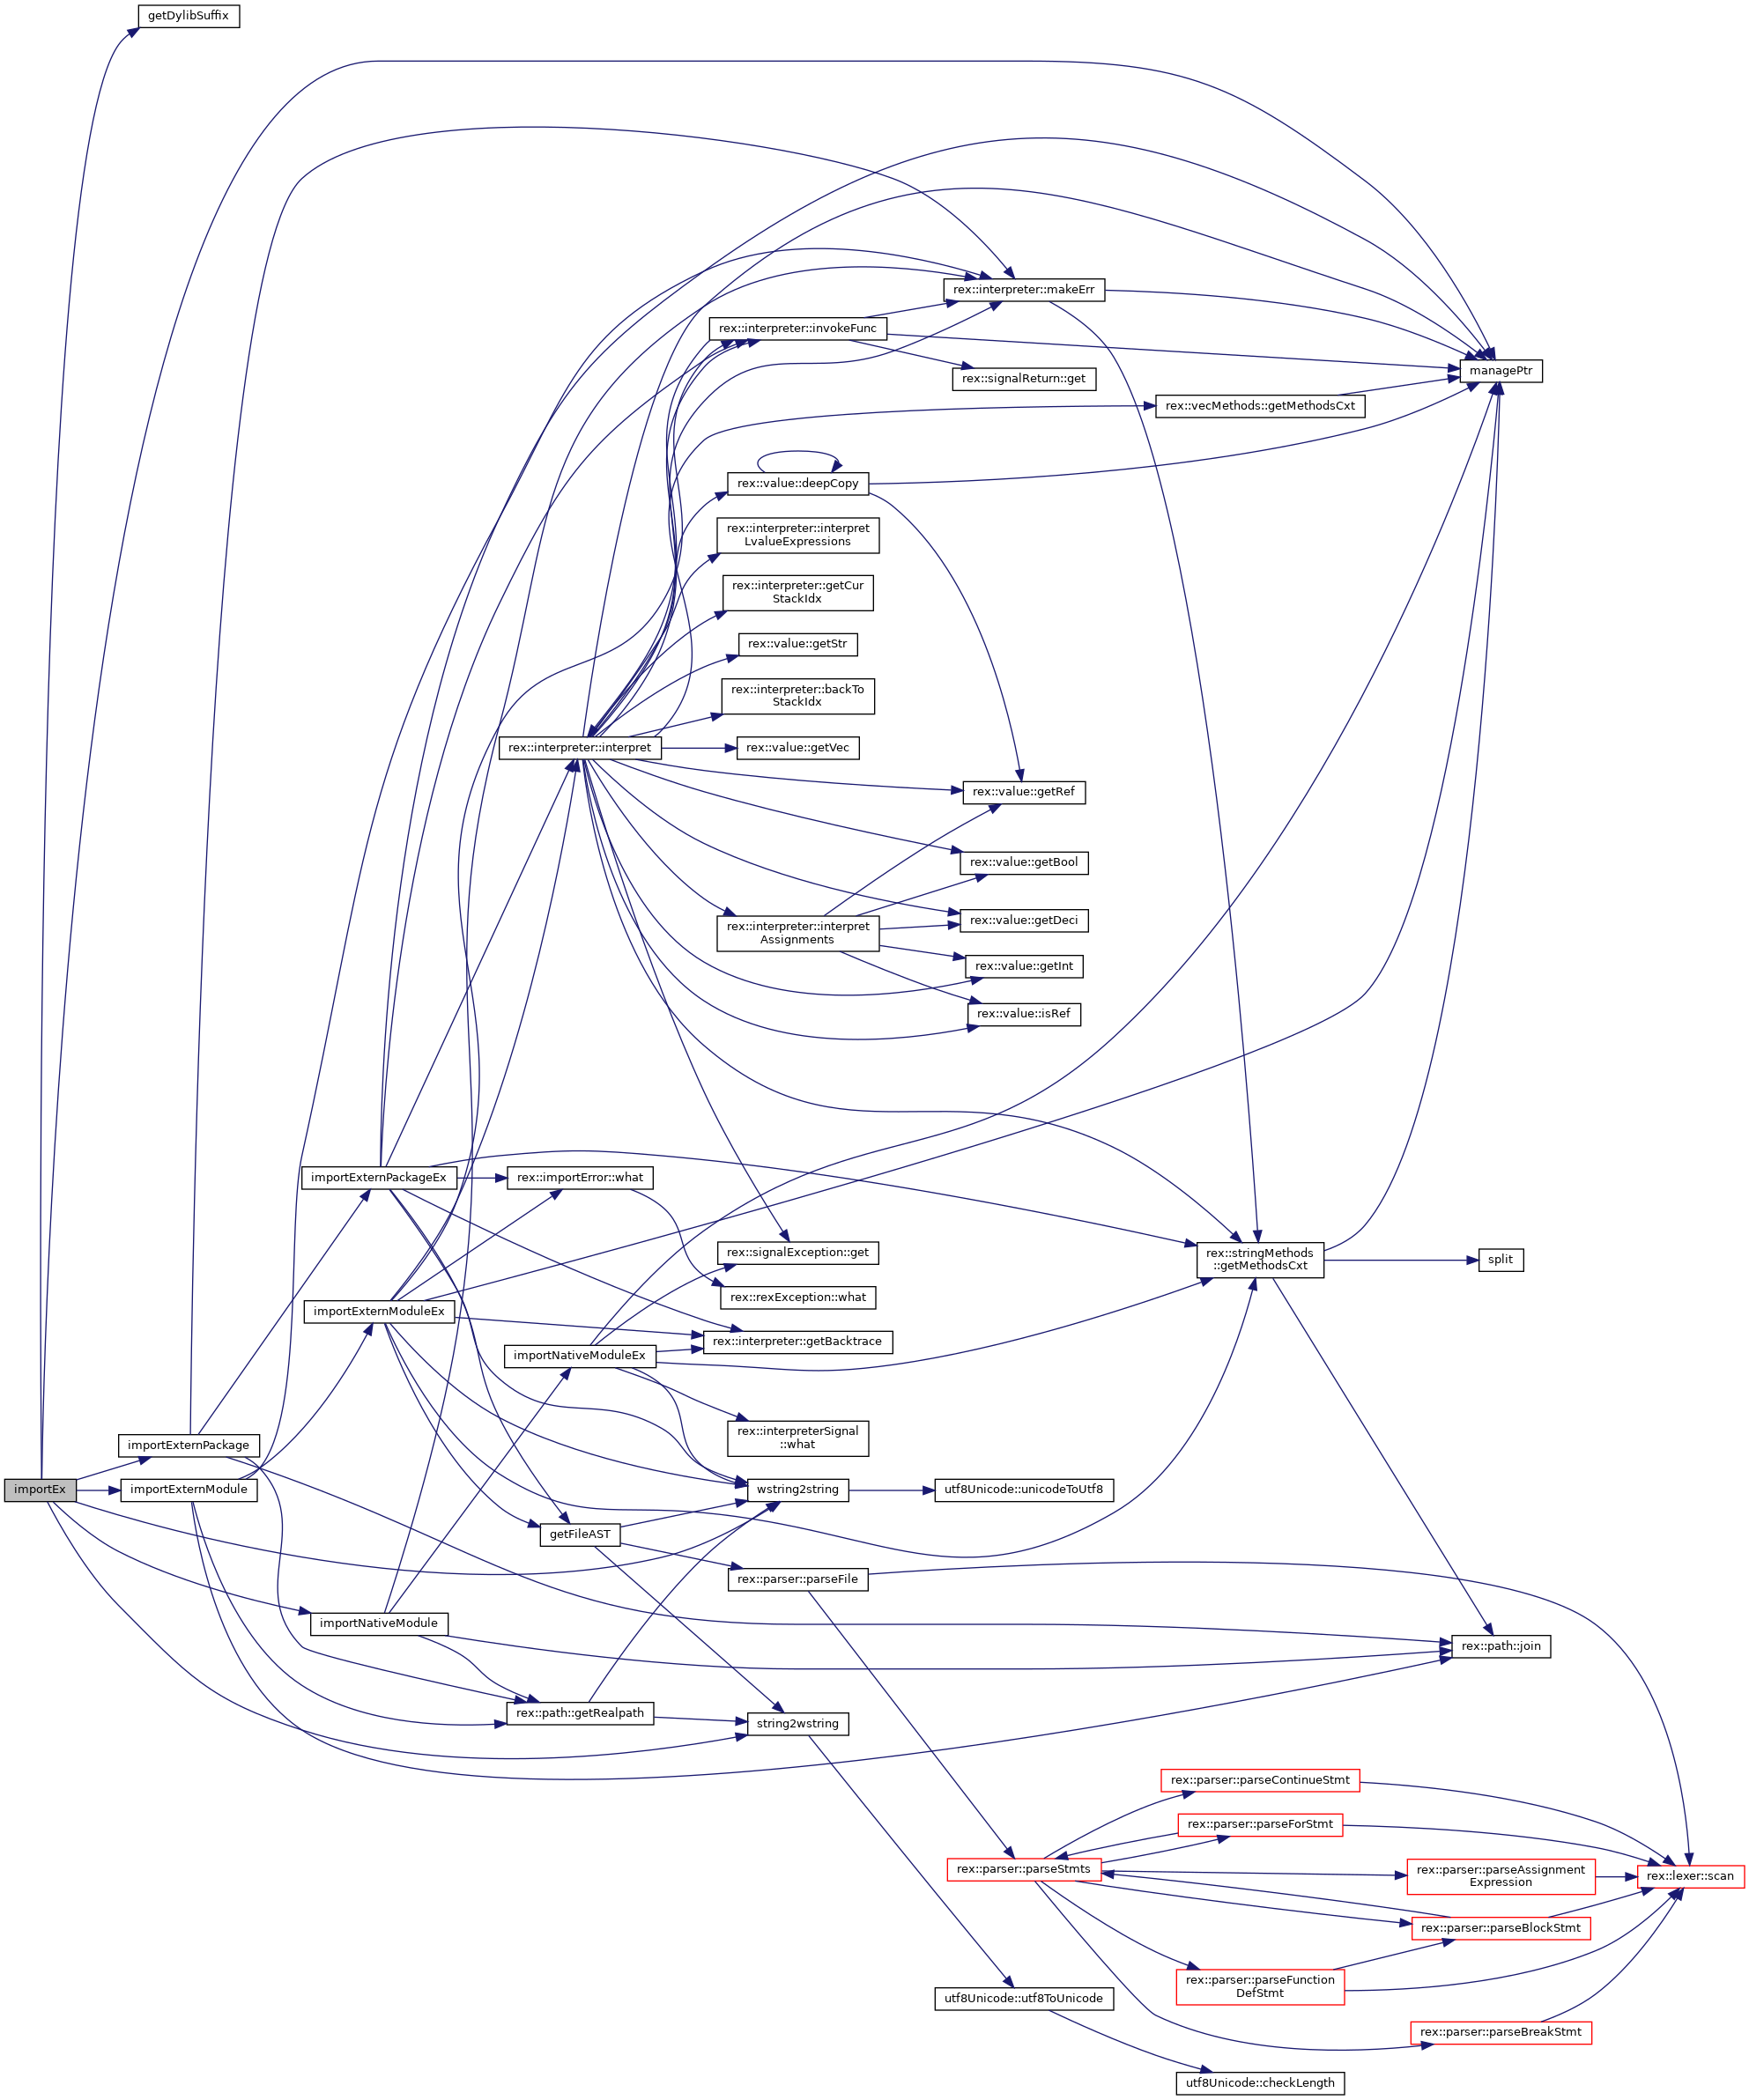 getDylibSuffix
rex::interpreter::makeErr
rex::interpreter::invokeFunc
managePtr
rex::signalReturn::get
rex::vecMethods::getMethodsCxt
rex::value::deepCopy
rex::interpreter::interpret
LvalueExpressions
rex::interpreter::getCur
StackIdx
rex::value::getStr
rex::interpreter::backTo
StackIdx
rex::interpreter::interpret
rex::value::getVec
rex::value::getRef
rex::value::getBool
rex::value::getDeci
rex::interpreter::interpret
Assignments
rex::value::getInt
rex::value::isRef
importExternPackageEx
rex::importError::what
rex::signalException::get
rex::stringMethods
::getMethodsCxt
split
rex::rexException::what
importExternModuleEx
rex::interpreter::getBacktrace
importNativeModuleEx
rex::interpreterSignal
::what
importExternPackage
importEx
importExternModule
wstring2string
utf8Unicode::unicodeToUtf8
getFileAST
rex::parser::parseFile
importNativeModule
rex::path::join
rex::path::getRealpath
string2wstring
rex::parser::parseContinueStmt
rex::parser::parseForStmt
rex::parser::parseStmts
rex::parser::parseAssignment
Expression
rex::lexer::scan
rex::parser::parseBlockStmt
rex::parser::parseFunction
DefStmt
utf8Unicode::utf8ToUnicode
rex::parser::parseBreakStmt
utf8Unicode::checkLength